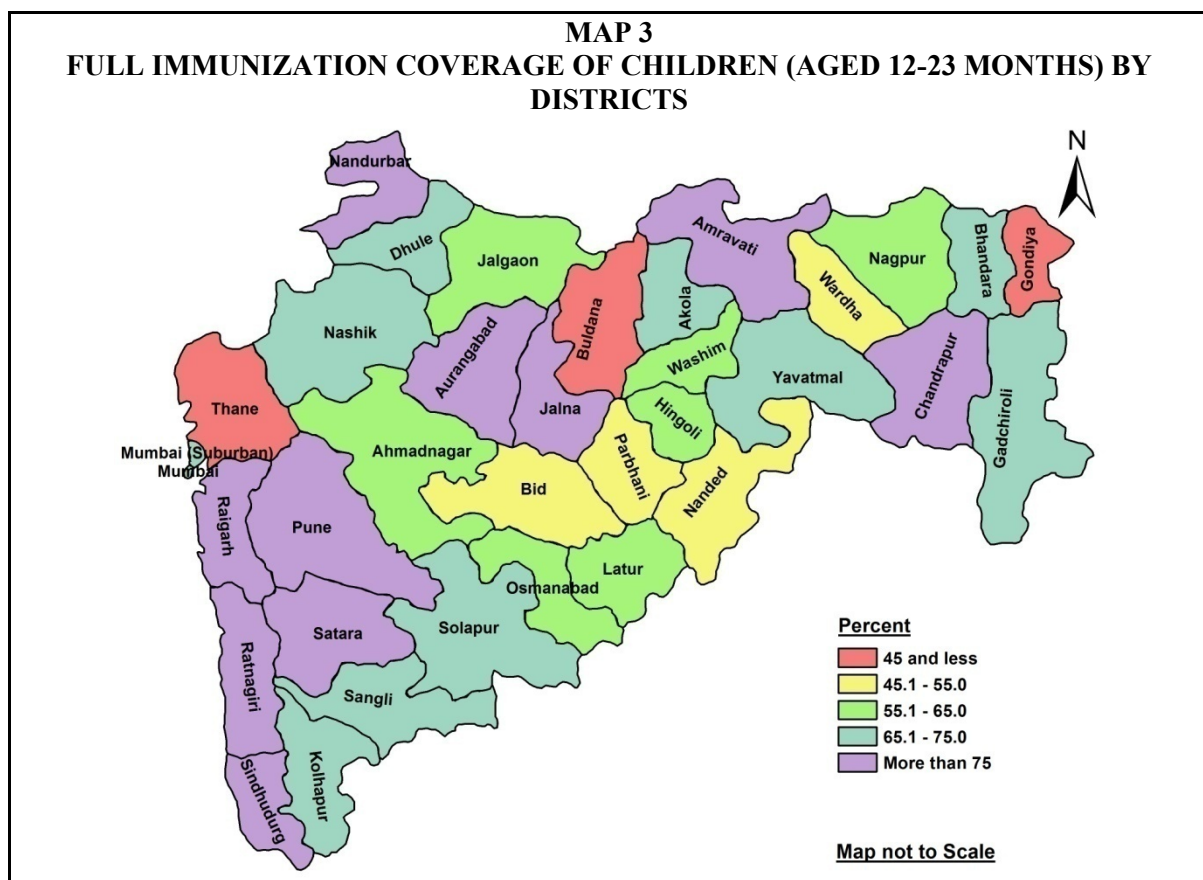 MAP 3
FULL IMMUNIZATION COVERAGE OF CHILDREN (AGED 12-23 MONTHS) BY
DISTRICTS
N
Nandurbar
Dhule
Jalgaon
Nashik
Buldana
Akola
Amravati
Wardha
Nagpur
Bhandara
Gondiya
Aurangabad
Jalna
Washim
Hingoli
Yavatmal
Chandrapur
Gadchiroli
Thane
Mumbai (Suburban)
Mumbai
Ahmadnagar
Bid
Parbhani
Nanded
Raigarh
Pune
Osmanabad
Latur
Satara
Solapur
Ratnagiri
Sangli
Kolhapur
Sindhudurg
Percent
45 and less
45.1 - 55.0
55.1 - 65.0
65.1 - 75.0
More than 75
Map not to Scale